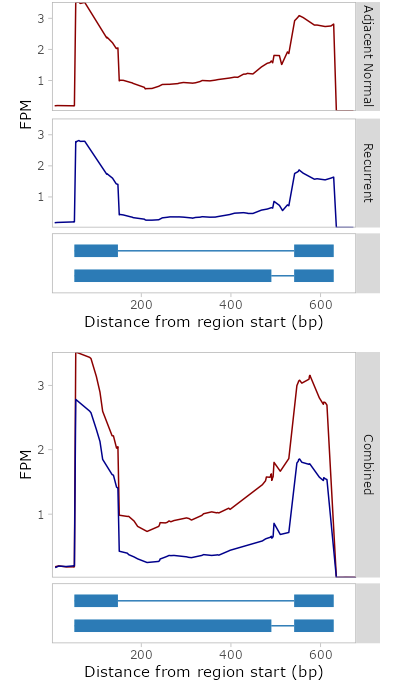 Adjacent Normal
3
2
1
FPM
Recurrent
3
2
1
200
400
600
Distance from region start (bp)
Combined
3
2
1
FPM
200
400
600
Distance from region start (bp)